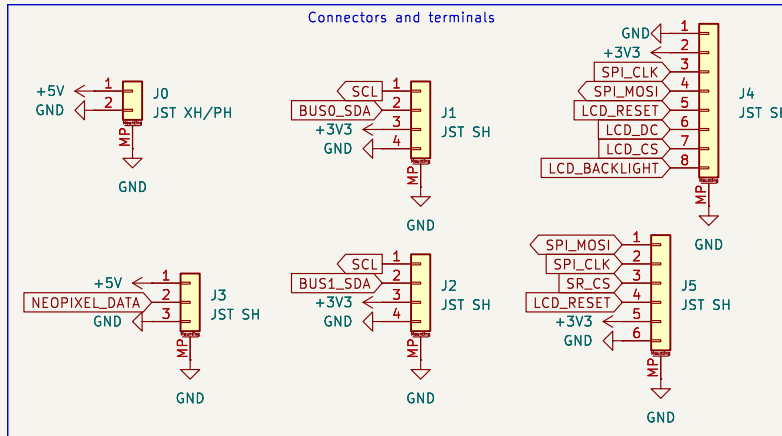 Connectors and terminals
+5V 1
GND 2
J0
JST XH/PH
MP
GND
SCL 1
BUS0_SDA 2
+3V3 3
GND 4
J1
JST SH
MP
GND
GND 1
+3V3 2
SPI_CLK 3
SPI_MOSI 4
LCD_RESET 5
LCD_DC 6
LCD_CS 7
LCD_BACKLIGHT 8
J4
JST SH
MP
GND
+5V 1
NEOPIXEL_DATA 2
GND 3
J3
JST SH
MP
GND
SCL 1
BUS1_SDA 2
+3V3 3
GND 4
J2
JST SH
MP
GND
SPI_MOSI 1
SPI_CLK 2
SR_CS 3
LCD_RESET 4
+3V3 5
GND 6
J5
JST SH
MP
GND